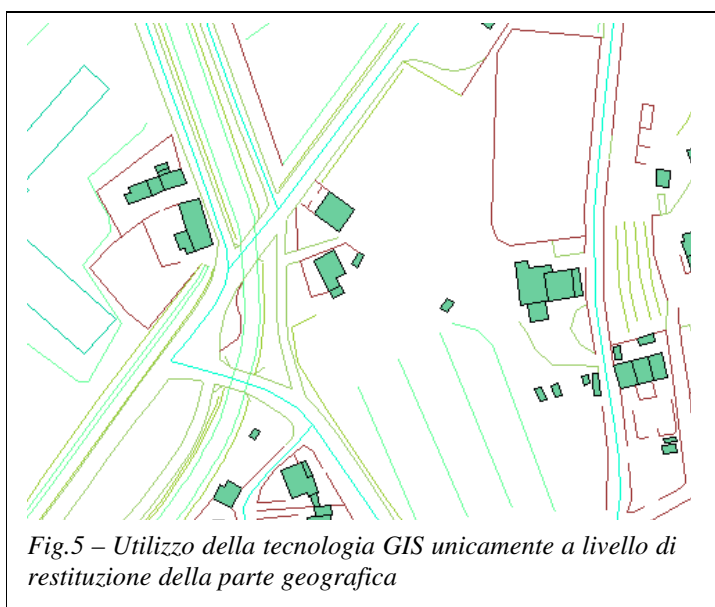 Fig.5 – Utilizzo della tecnologia GIS unicamente a livello di
restituzione della parte geografica